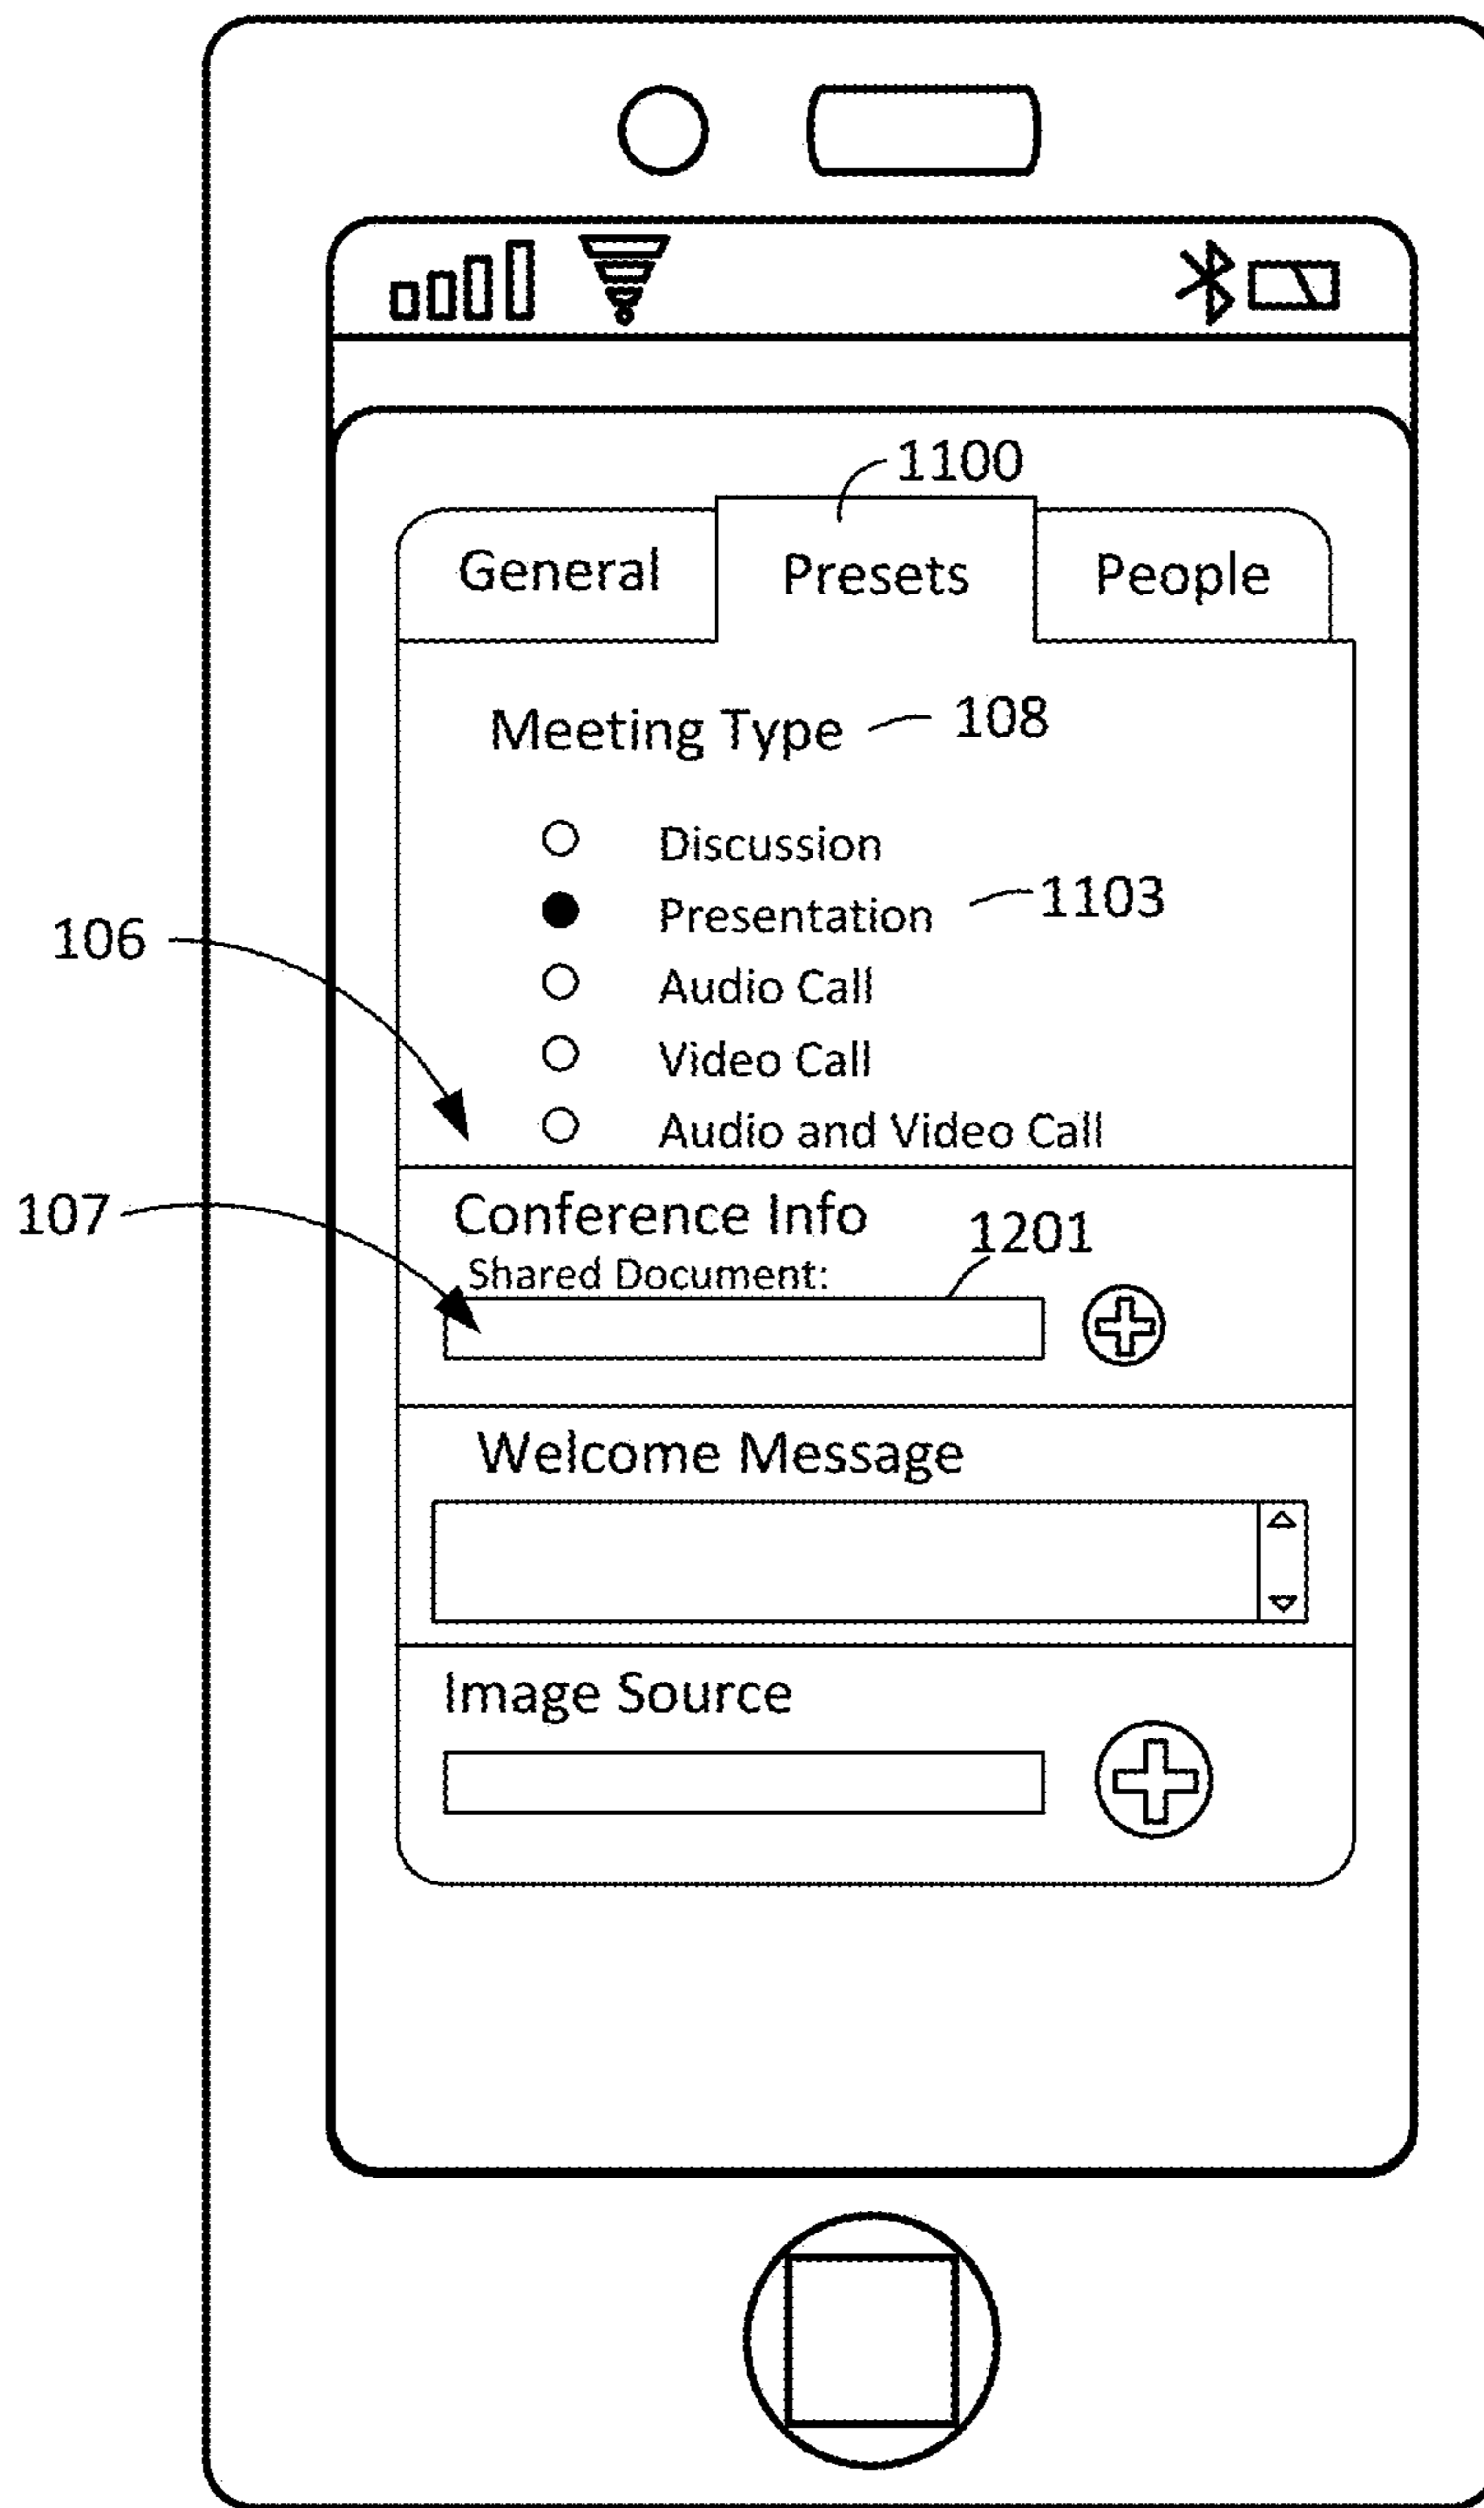 1100
General Presets People
Meeting Type 108
Discussion
Presentation 1103
106
Audio Call
Video Call
Audio and Video Call
107
Conference Info
1201
Shared Document:
Welcome Message
Image Source